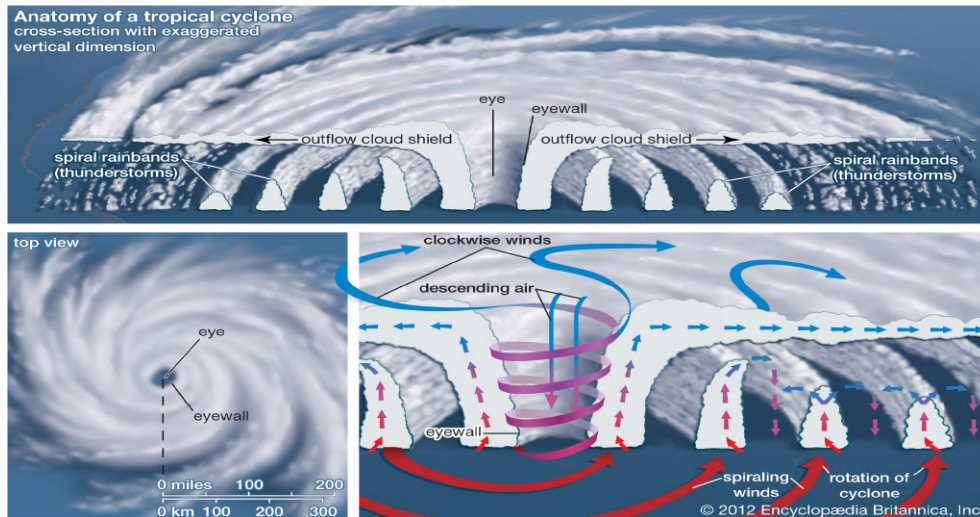 Anatomy of a tropical cyclone
cross-section with exaggerated
vertical dimension
eye
eyewall
outflow cloud shield
outflow cloud shield
spiral rainbands
(thunderstorms)
spiral rainbands
(thunderstorms)
top view
eye
eyewall
0 miles 100 200
0 km 100 200 300
clockwise winds
descending air
eyewall
spiraling
winds
rotation of
cyclone
© 2012 Encyclopædia Britannica, Inc